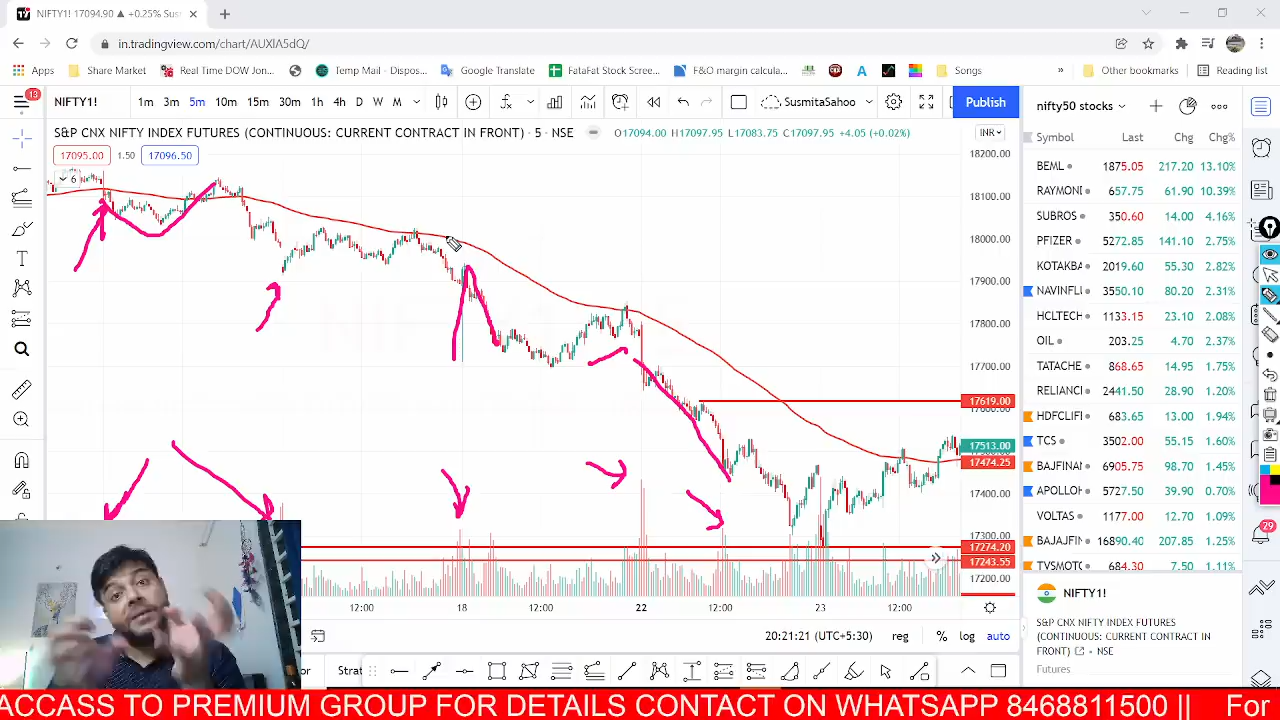 NIFTY1! 17094.90 ▲ +0.25% Sus
in.tradingview.com/chart/AUXlA5dQ/
Apps Share Market Real Time DOW Jon... Temp Mail - Dispos... Google Translate FataFat Stock Scree... F&O margin calcula... Songs » Other bookmarks Reading list
13 NIFTY1! 1m 3m 5m 10m 15m 30m 1h 4h D W M SusmitaSahoo Publish nifty50 stocks
S&P CNX NIFTY INDEX FUTURES (CONTINUOUS: CURRENT CONTRACT IN FRONT) · 5 · NSE O17094.00 H17097.95 L17083.75 C17097.95 +4.05 (+0.02%) INR
Symbol Last Chg Chg%
17095.00 1.50 17096.50
6
18200.00
18100.00
18000.00
17900.00
17800.00
17700.00
17619.00
17600.00
17513.00
17474.25
17400.00
17300.00
17274.20
17243.55
17200.00
BEML 1875.05 217.20 13.10%
RAYMONI 657.75 61.90 10.39%
SUBROS 350.60 14.00 4.16%
PFIZER 5272.85 141.10 2.75%
KOTAKBA 2019.60 55.30 2.82%
NAVINFLI 3550.10 80.20 2.31%
HCLTECH 1133.15 23.10 2.08%
OIL 203.25 4.70 2.37%
TATACHE 868.65 14.95 1.75%
RELIANCI 2441.50 28.90 1.20%
HDFCLIFI 683.65 13.00 1.94%
TCS 3502.00 55.15 1.60%
BAJFINAI 6905.75 98.70 1.45%
APOLLOH 5727.50 39.90 0.70%
VOLTAS 1177.00 12.70 1.09%
BAJAJFIN 16890.40 207.85 1.25%
TVSMOTC 684.30 7.50 1.11%
29
12:00 18 12:00 22 12:00 23 12:00
NIFTY1!
S&P CNX NIFTY INDEX FUTURES
(CONTINUOUS: CURRENT CONTRACT IN
FRONT) · NSE
Futures
20:21:21 (UTC+5:30) reg % log auto
Strat
ACCASS TO PREMIUM GROUP FOR DETAILS CONTACT ON WHATSAPP 8468811500 || For